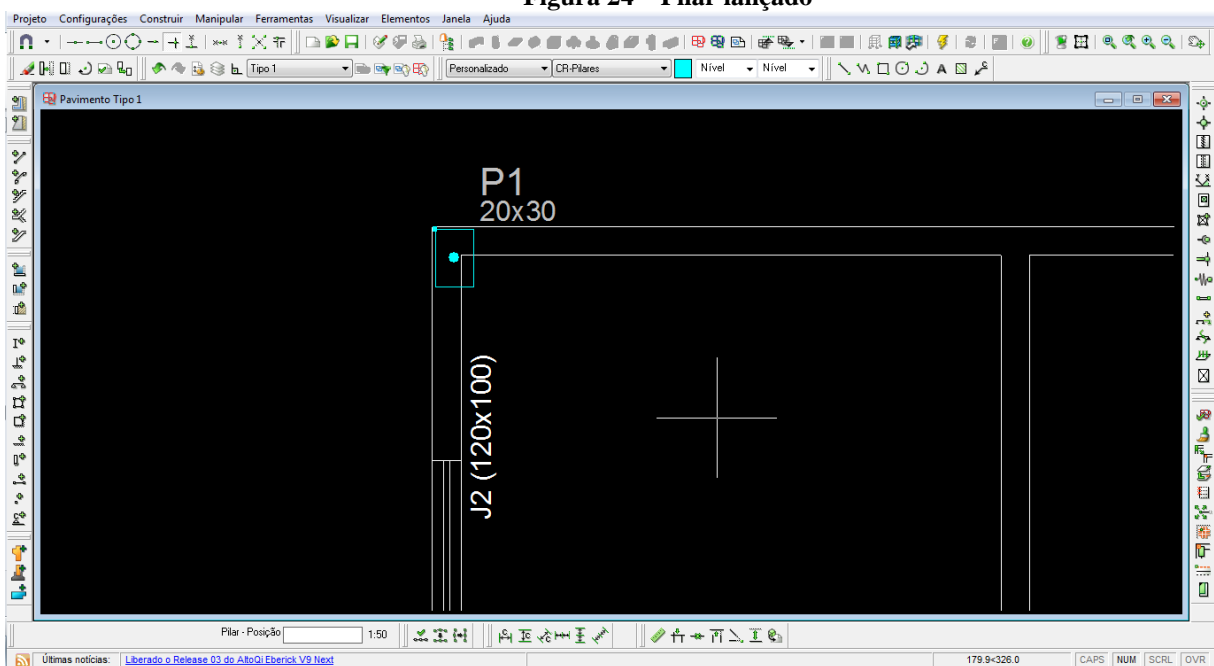 Figura 24 – Pilar lançado
Projeto Configurações Construir Manipular Ferramentas Visualizar Elementos Janela Ajuda
Tipo 1 Personalizado CR-Pilares Nível Nível
Pavimento Tipo 1
P1
20x30
J2 (120x100)
Pilar - Posição 1:50
Últimas notícias: Liberado o Release 03 do AltoQi Eberick V9 Next 179.9<326.0 CAPS NUM SCRL OVR